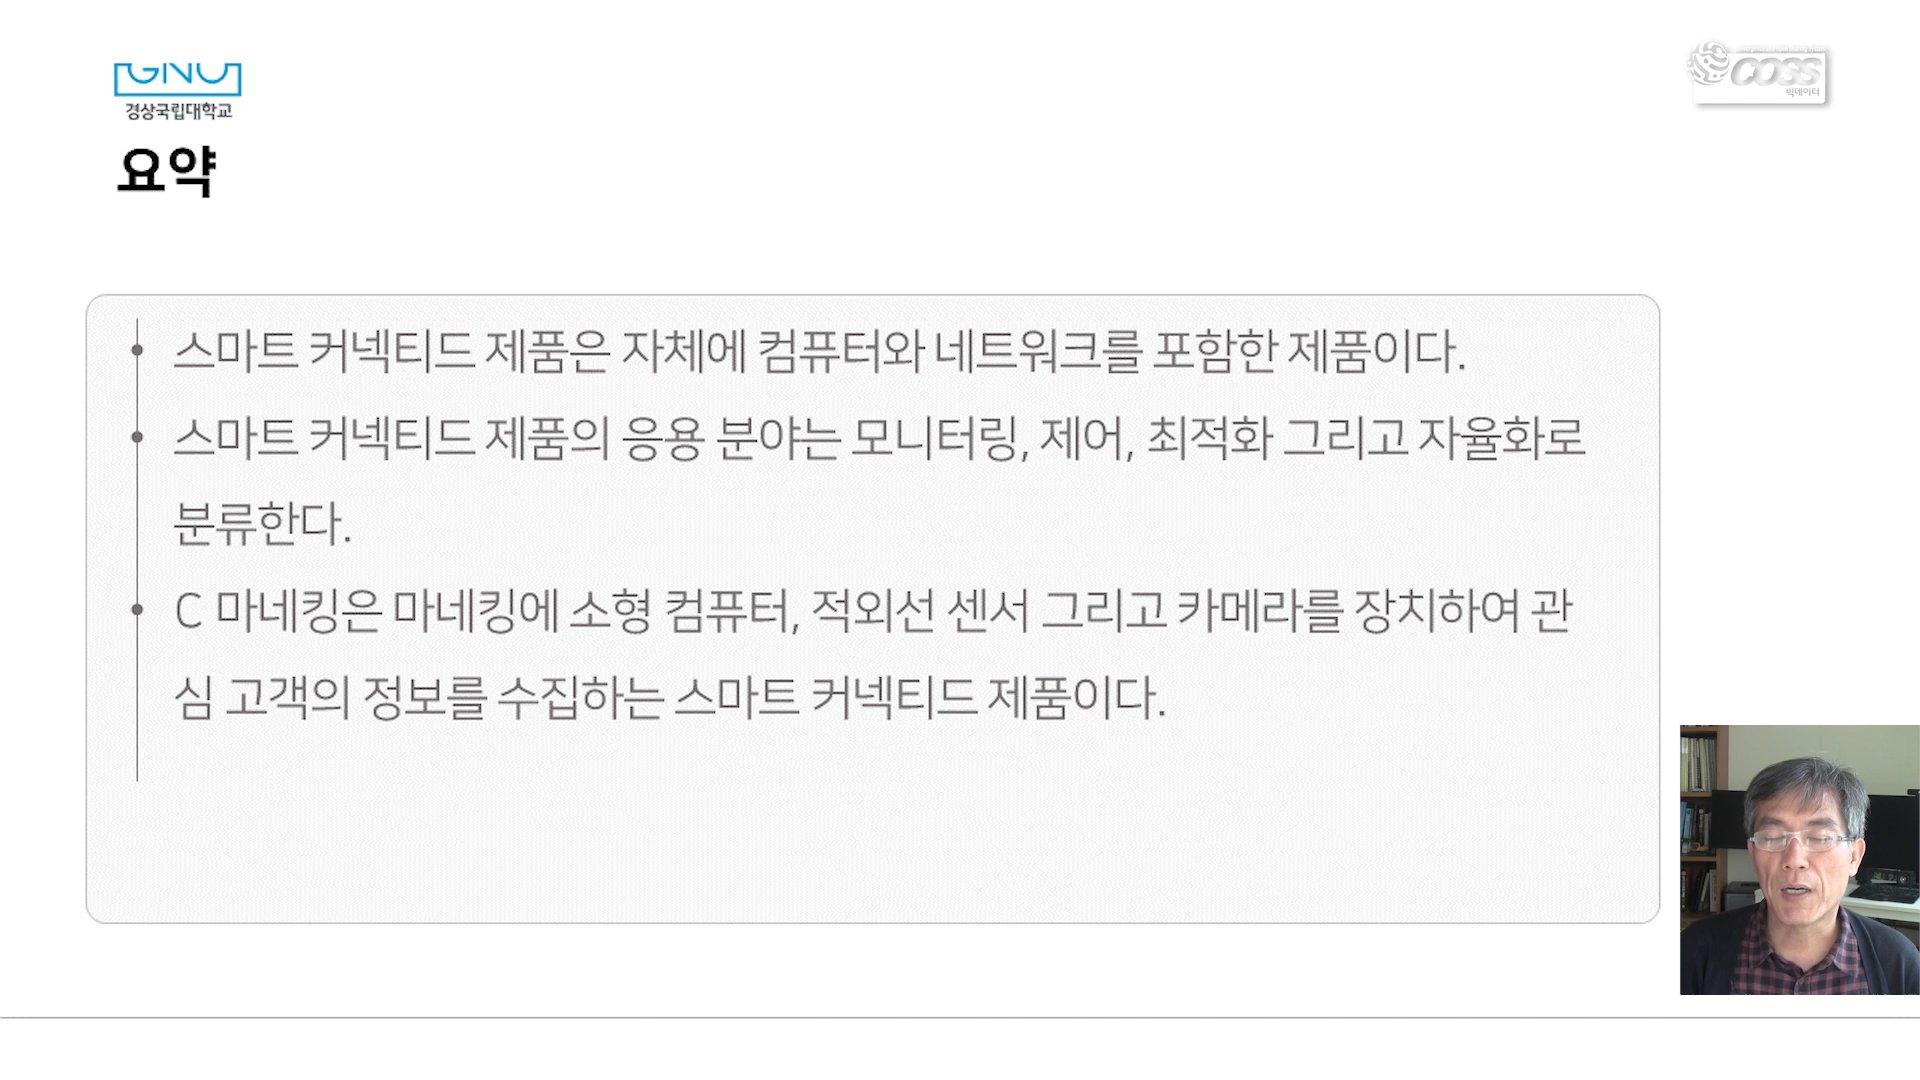 GNU
경상국립대학교
COSS
빅데이터
요약
스마트 커넥티드 제품은 자체에 컴퓨터와 네트워크를 포함한 제품이다.
스마트 커넥티드 제품의 응용 분야는 모니터링, 제어, 최적화 그리고 자율화로
분류한다.
C 마네킹은 마네킹에 소형 컴퓨터, 적외선 센서 그리고 카메라를 장치하여 관
심 고객의 정보를 수집하는 스마트 커넥티드 제품이다.